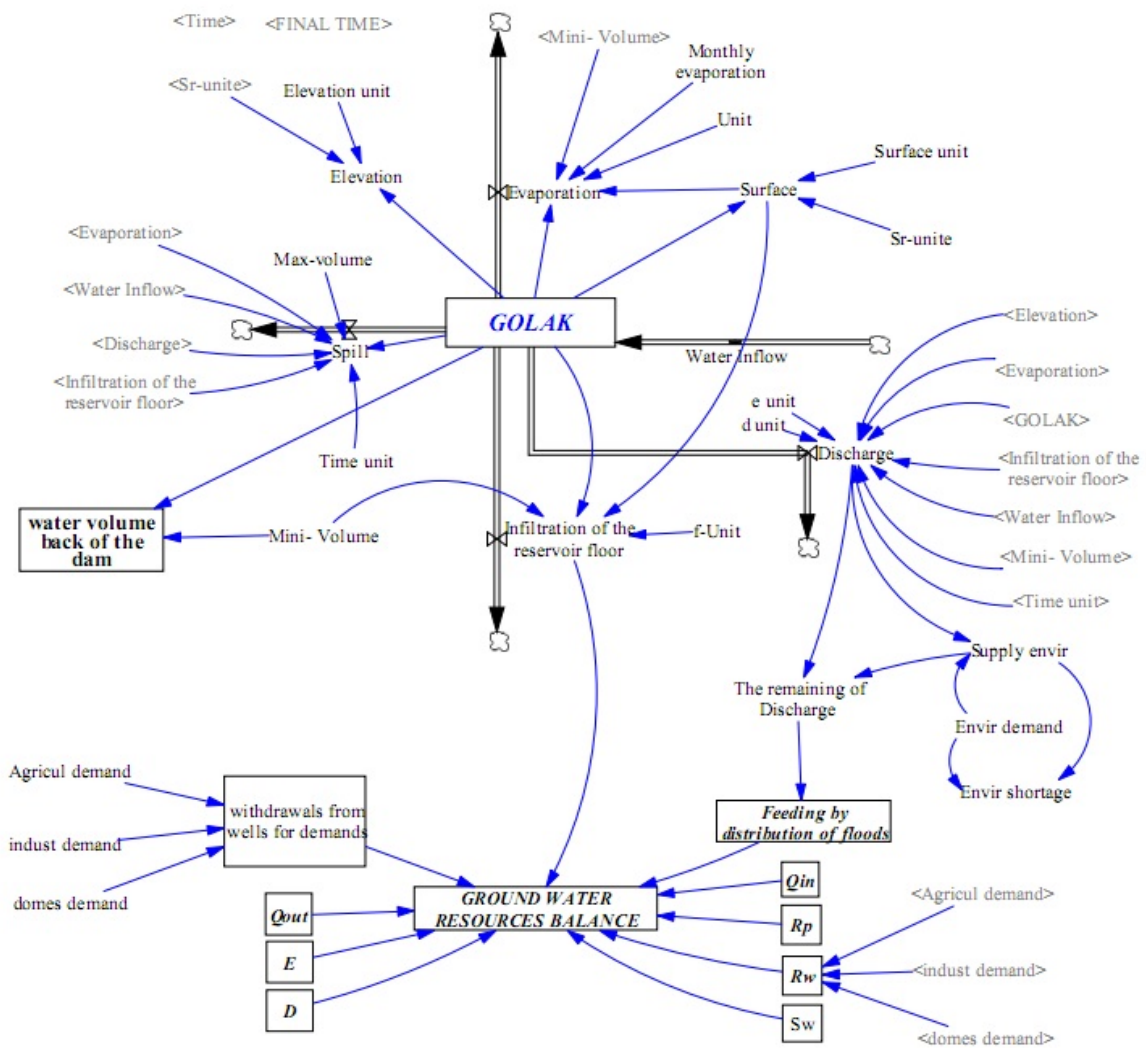 <Time>
<FINAL TIME>
<Mini- Volume>
Monthly
evaporation
<Sr-unite>
Elevation unit
Unit
Surface unit
Elevation
Evaporation
Surface
Sr-unite
<Evaporation>
Max-volume
<Water Inflow>
GOLAK
<Discharge>
Spill
Water Inflow
<Elevation>
<Infiltration of the
reservoir floor>
<Evaporation>
e unit
d unit
<GOLAK>
Time unit
Discharge
<Infiltration of the
reservoir floor>
water volume
back of the
dam
Mini- Volume
Infiltration of the
reservoir floor
f-Unit
<Water Inflow>
<Mini- Volume>
<Time unit>
Supply envir
The remaining of
Discharge
Envir demand
Envir shortage
Agricul demand
indust demand
domes demand
withdrawals from
wells for demands
Feeding by
distribution of floods
GROUND WATER
RESOURCES BALANCE
Qout
E
D
Qin
Rp
Rw
Sw
<Agricul demand>
<indust demand>
<domes demand>